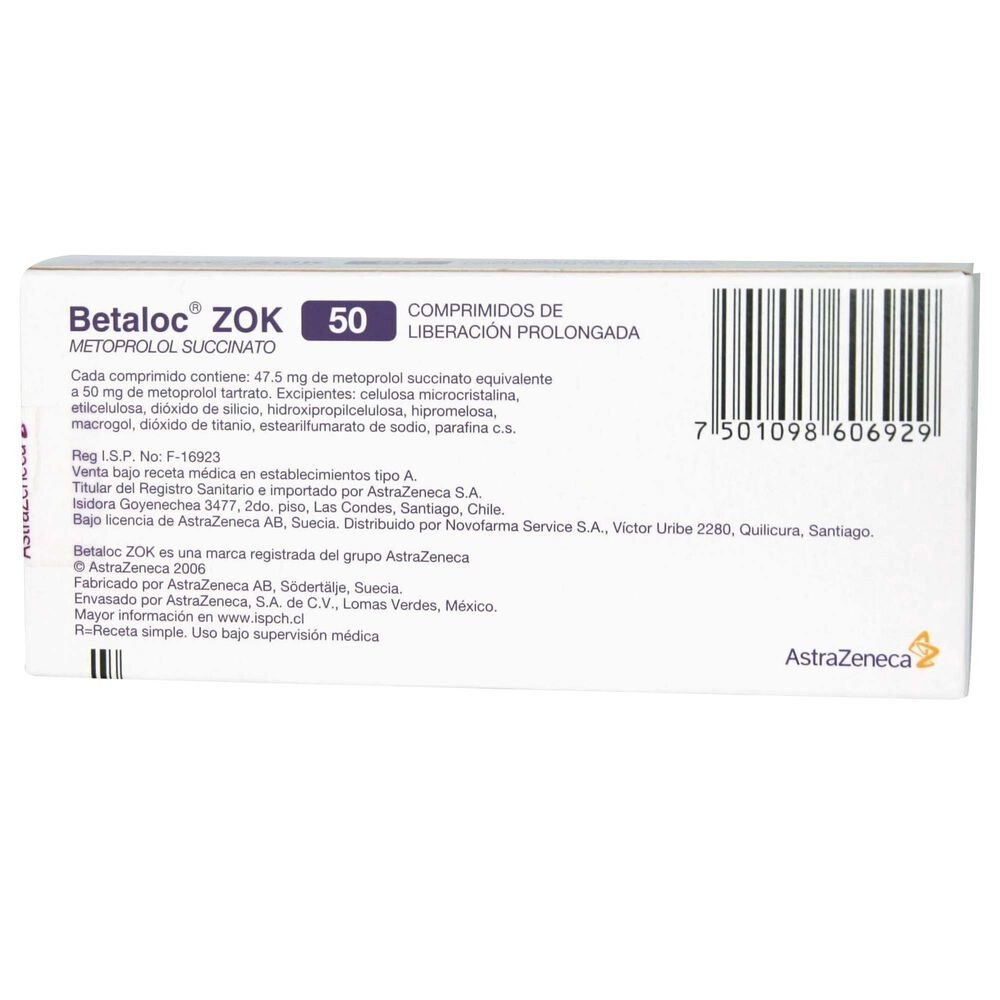 Betaloc® ZOK 50 COMPRIMIDOS DE
LIBERACIÓN PROLONGADA
METOPROLOL SUCCINATO
Cada comprimido contiene: 47.5 mg de metoprolol succinato equivalente
a 50 mg de metoprolol tartrato. Excipientes: celulosa microcristalina,
etilcelulosa, dióxido de silicio, hidroxipropilcelulosa, hipromelosa,
macrogol, dióxido de titanio, estearilfumarato de sodio, parafina c.s.
7 501098 606929
Reg I.S.P. No: F-16923
Venta bajo receta médica en establecimientos tipo A.
Titular del Registro Sanitario e importado por AstraZeneca S.A.
Isidora Goyenechea 3477, 2do. piso, Las Condes, Santiago, Chile.
Bajo licencia de AstraZeneca AB, Suecia. Distribuido por Novofarma Service S.A., Víctor Uribe 2280, Quilicura, Santiago.
Betaloc ZOK es una marca registrada del grupo AstraZeneca
© AstraZeneca 2006
Fabricado por AstraZeneca AB, Södertälje, Suecia.
Envasado por AstraZeneca, S.A. de C.V., Lomas Verdes, México.
Mayor información en www.ispch.cl
R=Receta simple. Uso bajo supervisión médica
AstraZeneca
AstraZeneca